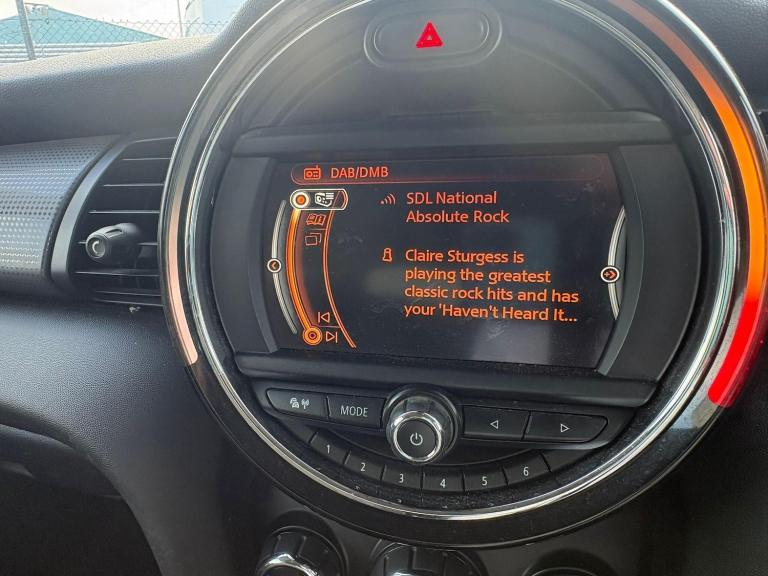 DAB/DMB
SDL National
Absolute Rock
Claire Sturgess is
playing the greatest
classic rock hits and has
your 'Haven't Heard It...
MODE
1 2 3 4 5 6